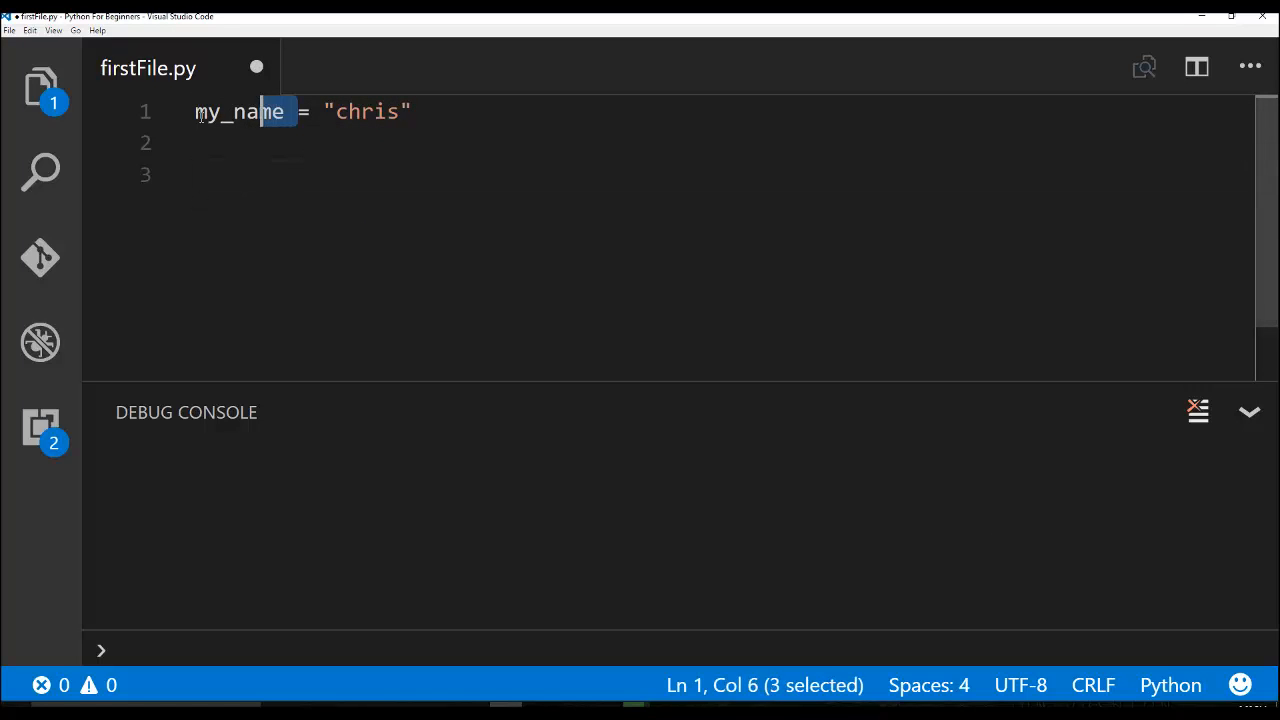 firstFile.py - Python For Beginners - Visual Studio Code
File Edit View Go Help
firstFile.py
1 my_name = "chris"
2
3
1
2
DEBUG CONSOLE
0 0 Ln 1, Col 6 (3 selected) Spaces: 4 UTF-8 CRLF Python